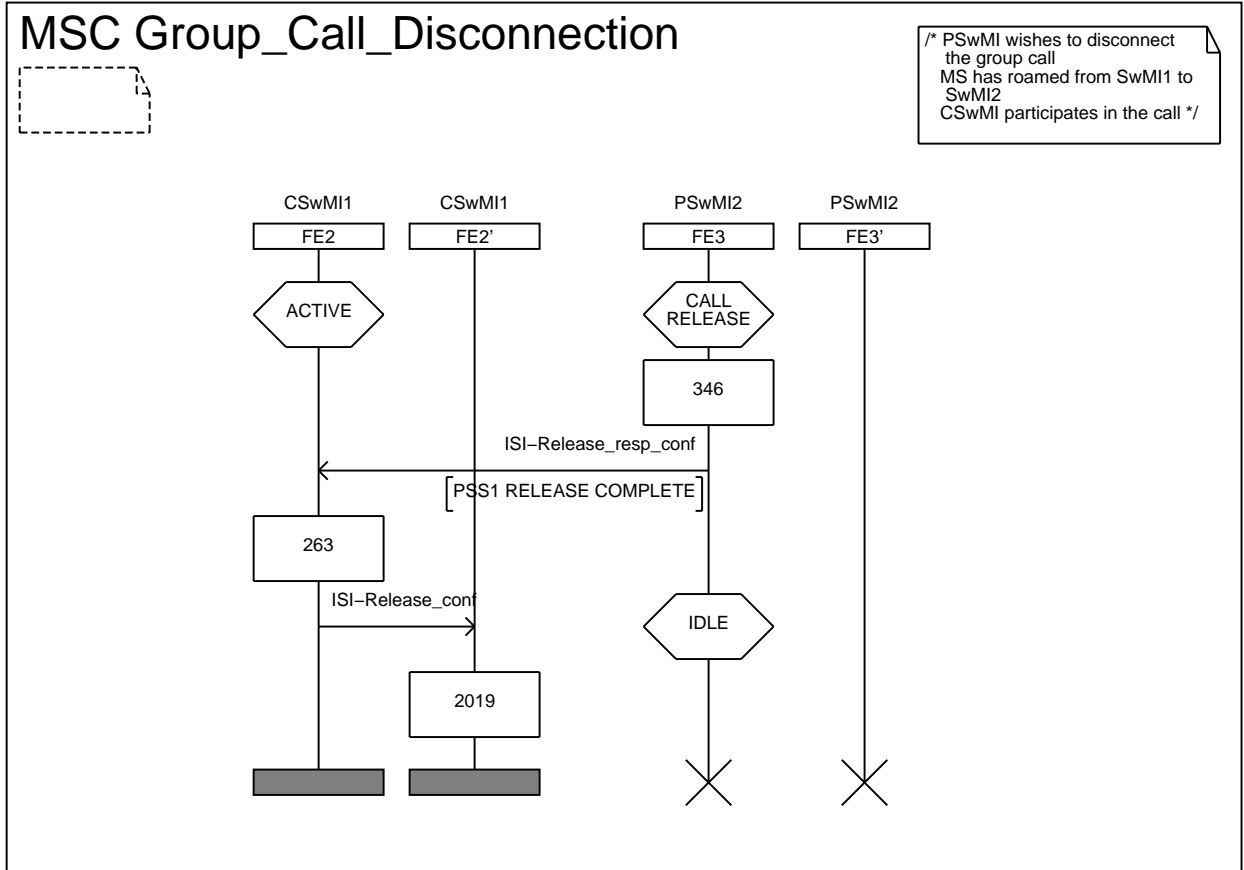 MSC Group_Call_Disconnection
/* PSwMI wishes to disconnect
the group call
MS has roamed from SwMI1 to
SwMI2
CSwMI participates in the call */
CSwMI1 CSwMI1 PSwMI2 PSwMI2
FE2 FE2’ FE3 FE3’
ACTIVE
CALL
RELEASE
346
ISI−Release_resp_conf
PSS1 RELEASE COMPLETE
263
ISI−Release_conf
IDLE
2019